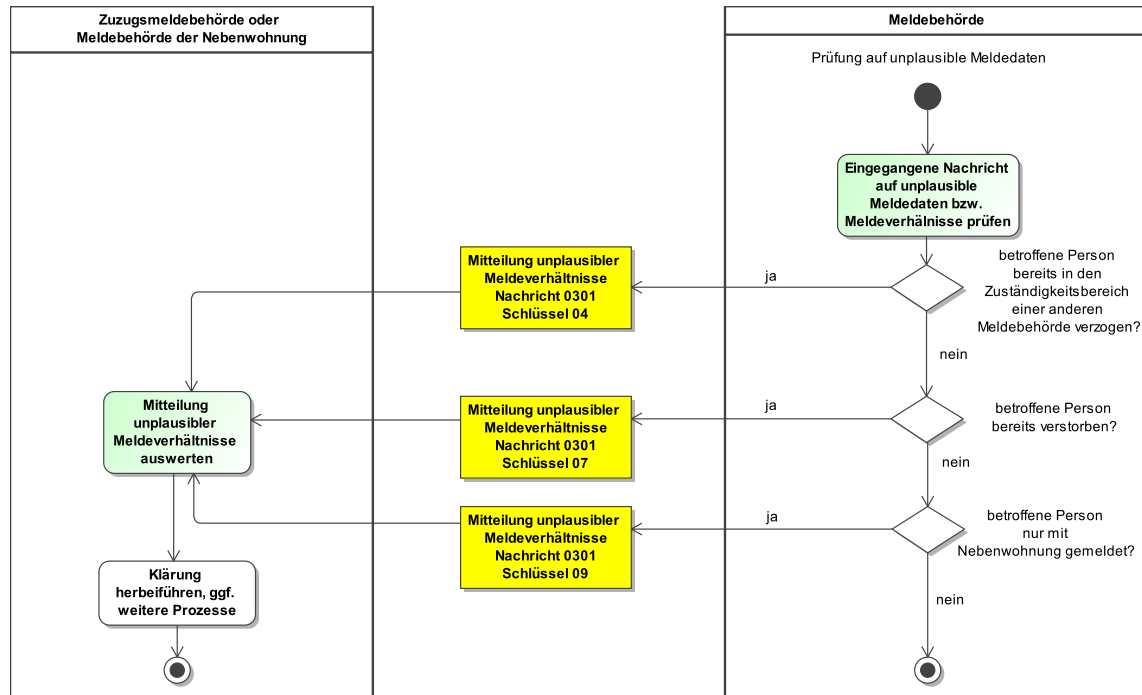 Zuzugsmeldebehörde oder
Meldebehörde der Nebenwohnung
Meldebehörde
Prüfung auf unplausible Meldedaten
Eingegangene Nachricht
auf unplausible
Meldedaten bzw.
Meldeverhälnisse prüfen
betroffene Person
bereits in den
Zuständigkeitsbereich
einer anderen
Meldebehörde verzogen?
ja
Mitteilung unplausibler
Meldeverhältnisse
Nachricht 0301
Schlüssel 04
nein
betroffene Person
bereits verstorben?
ja
Mitteilung unplausibler
Meldeverhältnisse
Nachricht 0301
Schlüssel 07
Mitteilung
unplausibler
Meldeverhältnisse
auswerten
nein
betroffene Person
nur mit
Nebenwohnung gemeldet?
ja
Mitteilung unplausibler
Meldeverhältnisse
Nachricht 0301
Schlüssel 09
Klärung
herbeiführen, ggf.
weitere Prozesse
nein